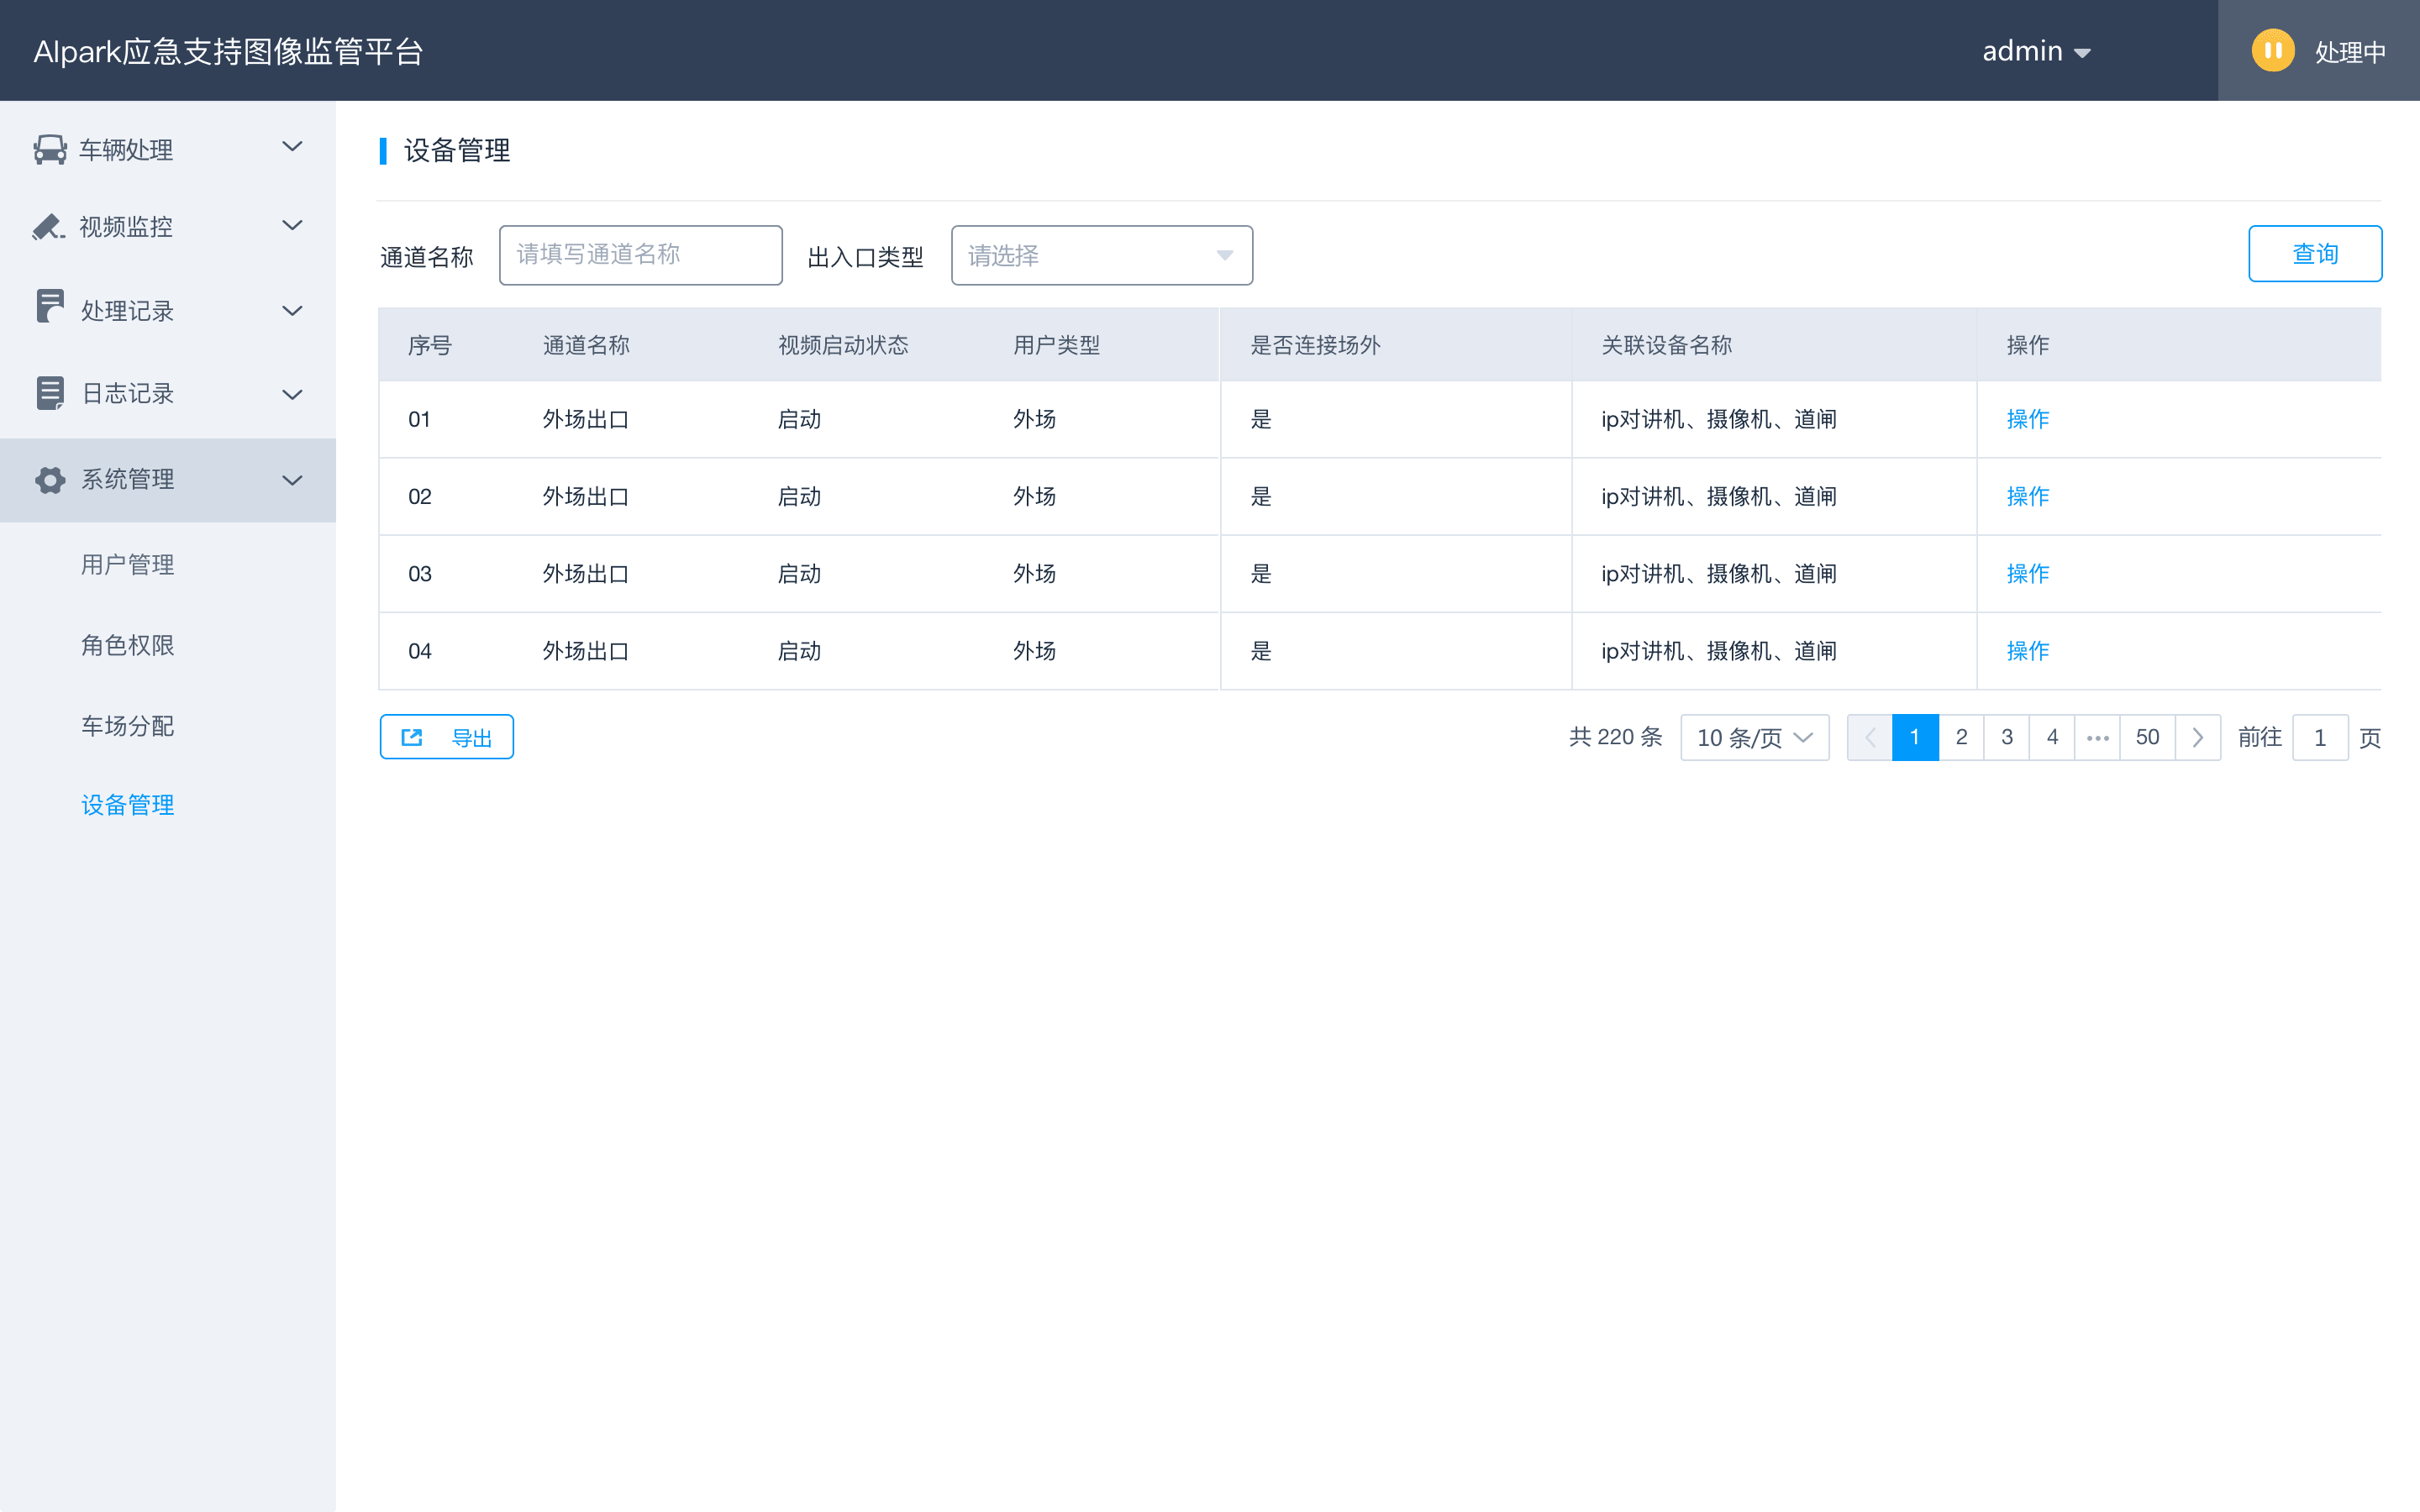 AIpark应急支持图像监管平台
admin
处理中
车辆处理
视频监控
处理记录
日志记录
系统管理
用户管理
角色权限
车场分配
设备管理
设备管理
通道名称 请填写通道名称 出入口类型 请选择 查询
序号 通道名称 视频启动状态 用户类型 是否连接场外 关联设备名称 操作
01 外场出口 启动 外场 是 ip对讲机、摄像机、道闸 操作
02 外场出口 启动 外场 是 ip对讲机、摄像机、道闸 操作
03 外场出口 启动 外场 是 ip对讲机、摄像机、道闸 操作
04 外场出口 启动 外场 是 ip对讲机、摄像机、道闸 操作
导出 共 220 条 10 条/页 1 2 3 4 ••• 50 前往 1 页